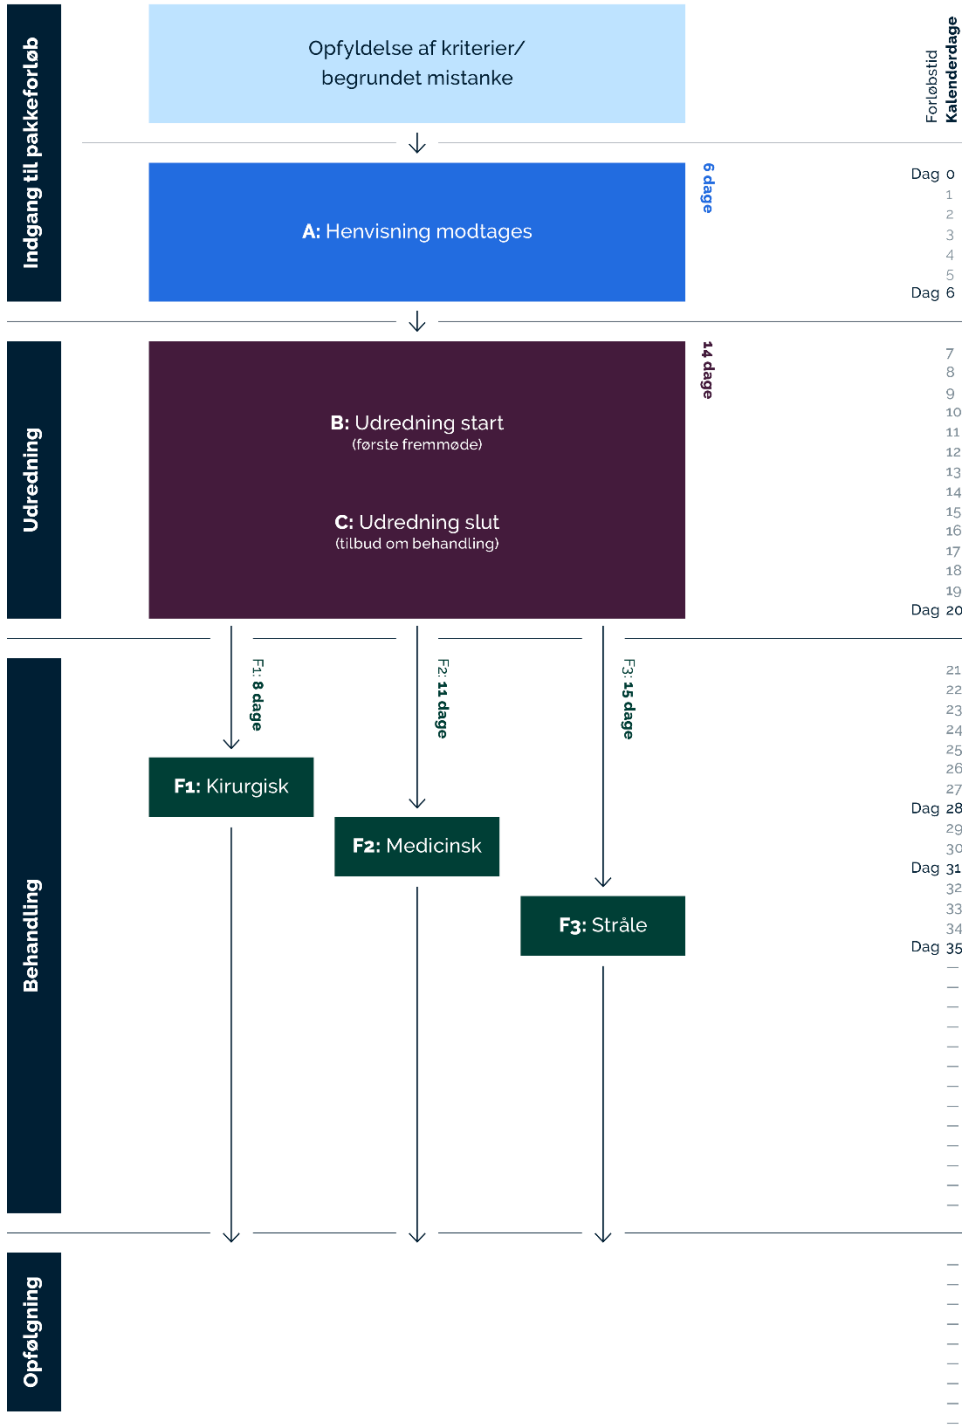 Indgang til pakkeforløb
Opfyldelse af kriterier/
begrundet mistanke
Forløbstid
Kalenderdage
A: Henvisning modtages
6 dage
Dag 0
1
2
3
4
5
Dag 6
Udredning
B: Udredning start
(første fremmøde)
C: Udredning slut
(tilbud om behandling)
14 dage
7
8
9
10
11
12
13
14
15
16
17
18
19
Dag 20
Behandling
F1: 8 dage
F2: 11 dage
F3: 15 dage
F1: Kirurgisk
F2: Medicinsk
F3: Stråle
21
22
23
24
25
26
27
Dag 28
29
30
Dag 31
32
33
34
Dag 35
Opfølgning